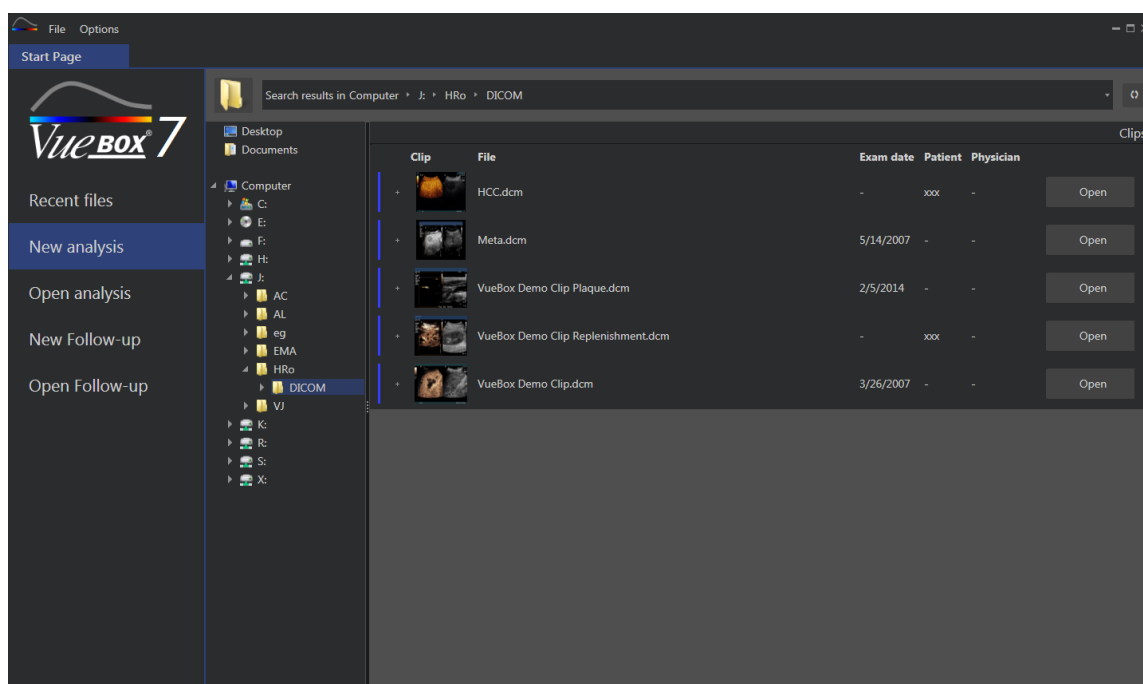 File Options
Start Page
VUEBOX® 7
Recent files
New analysis
Open analysis
New Follow-up
Open Follow-up
Search results in Computer J: HRo DICOM
Desktop
Documents
Computer
C:
E:
F:
H:
J:
AC
AL
eg
EMA
HRo
DICOM
VJ
K:
R:
S:
X:
Clips
Clip File Exam date Patient Physician
+ HCC.dcm - xxx - Open
+ Meta.dcm 5/14/2007 - - Open
+ VueBox Demo Clip Plaque.dcm 2/5/2014 - - Open
+ VueBox Demo Clip Replenishment.dcm - xxx - Open
+ VueBox Demo Clip.dcm 3/26/2007 - - Open